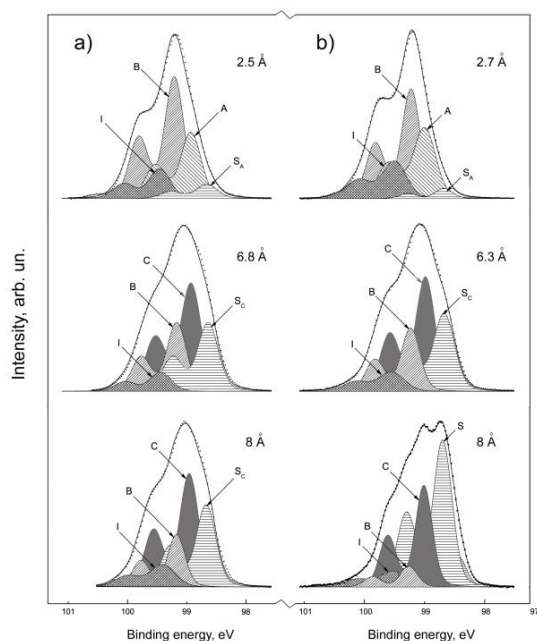 a)
2.5 Å
B
A
I
S_A
b)
2.7 Å
B
A
I
S_A
6.8 Å
C
B
S_C
I
6.3 Å
C
B
S_C
I
8 Å
C
S_C
B
I
8 Å
S
C
B
I
Intensity, arb. un.
101 100 99 98 101 100 99 98 97
Binding energy, eV Binding energy, eV